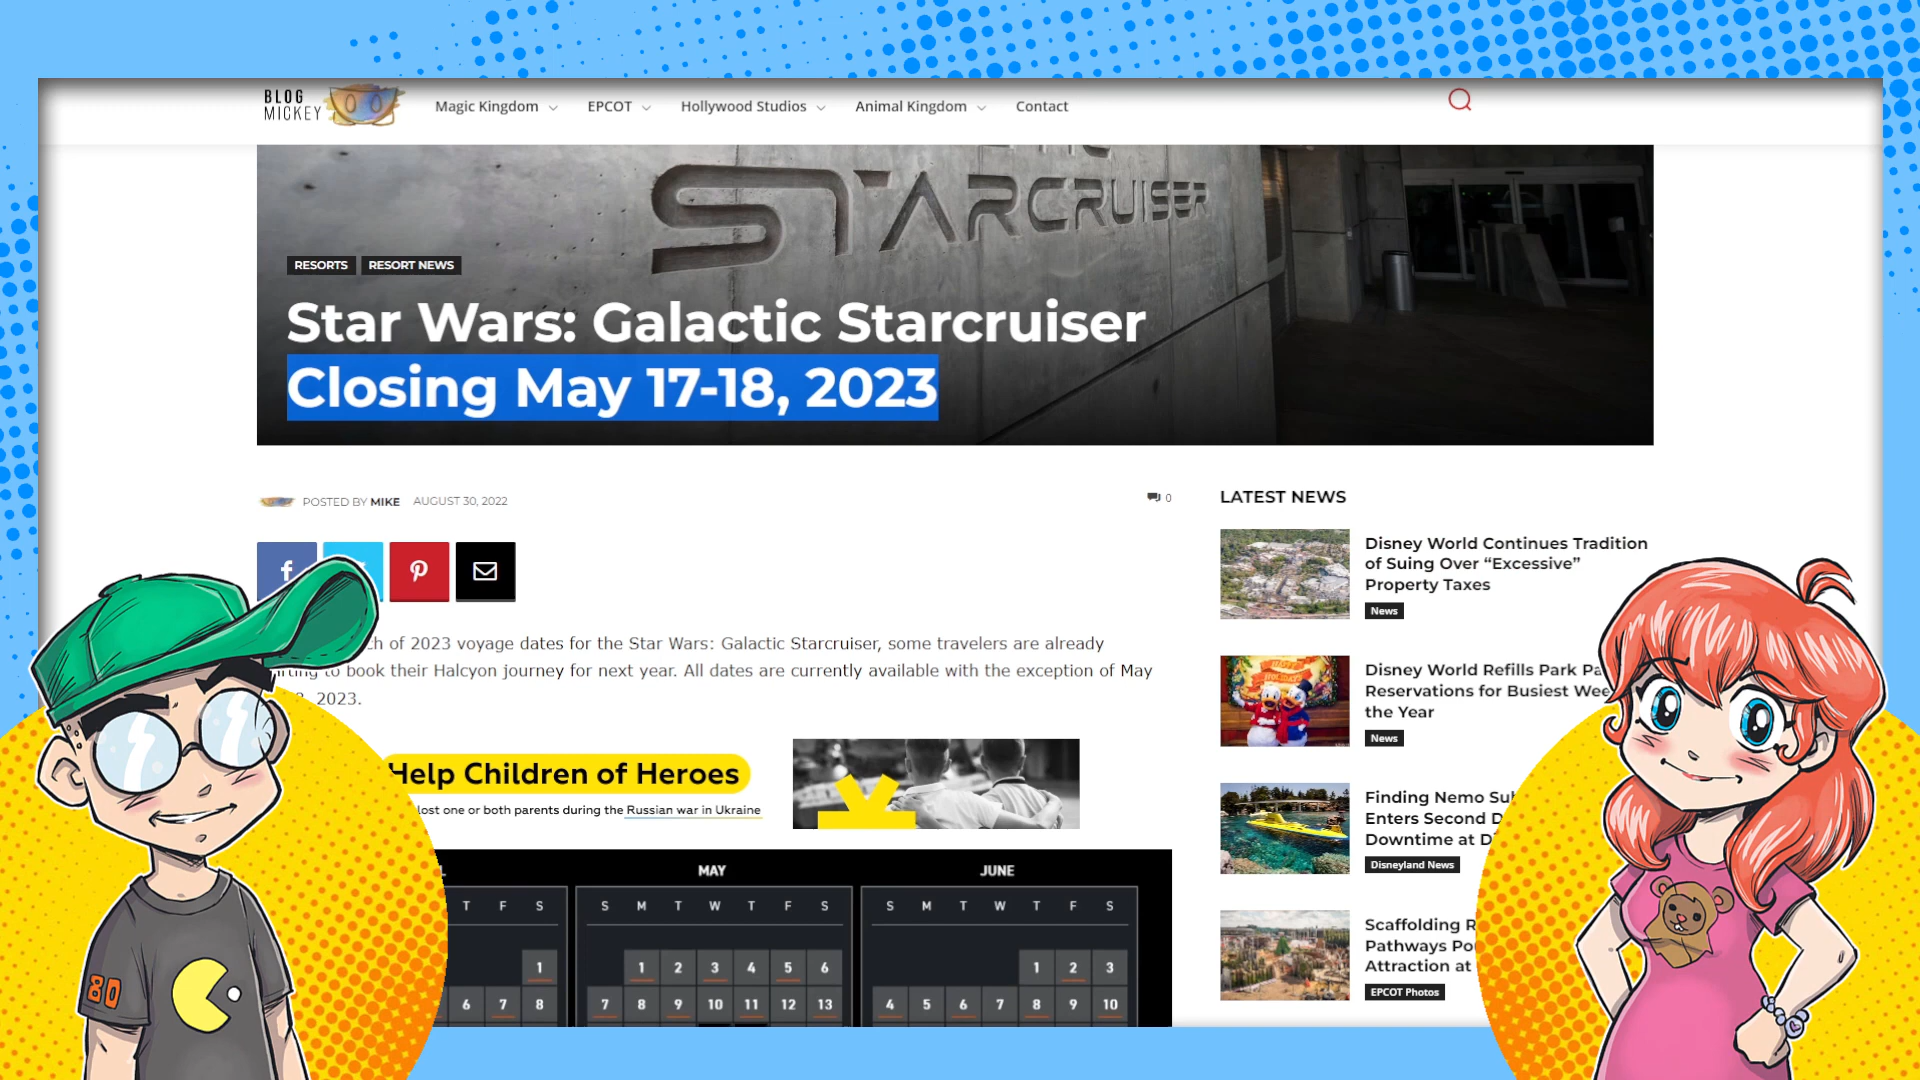 BLOG
MICKEY
Magic Kingdom
EPCOT
Hollywood Studios
Animal Kingdom
Contact
STARCRUISER
RESORTS
RESORT NEWS
Star Wars: Galactic Starcruiser
Closing May 17-18, 2023
POSTED BY MIKE AUGUST 30, 2022
0
of 2023 voyage dates for the Star Wars: Galactic Starcruiser, some travelers are already
to book their Halcyon journey for next year. All dates are currently available with the exception of May
2023.
Help Children of Heroes
lost one or both parents during the Russian war in Ukraine
MAY
JUNE
T F S
S M T W T F S
S M T W T F S
1
1 2 3 4 5 6
1 2 3
6 7 8
7 8 9 10 11 12 13
4 5 6 7 8 9 10
LATEST NEWS
Disney World Continues Tradition
of Suing Over “Excessive”
Property Taxes
News
Disney World Refills Park
Reservations for Busiest
the Year
News
Finding Nemo
Enters Second
Downtime at
Disneyland News
Scaffolding
Pathways
Attraction at
EPCOT Photos
80